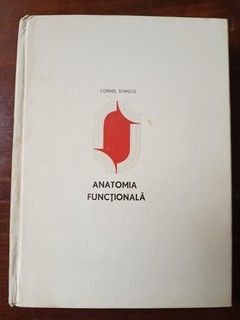 CORNEL STANCIU
ANATOMIA
FUNCȚIONALĂ